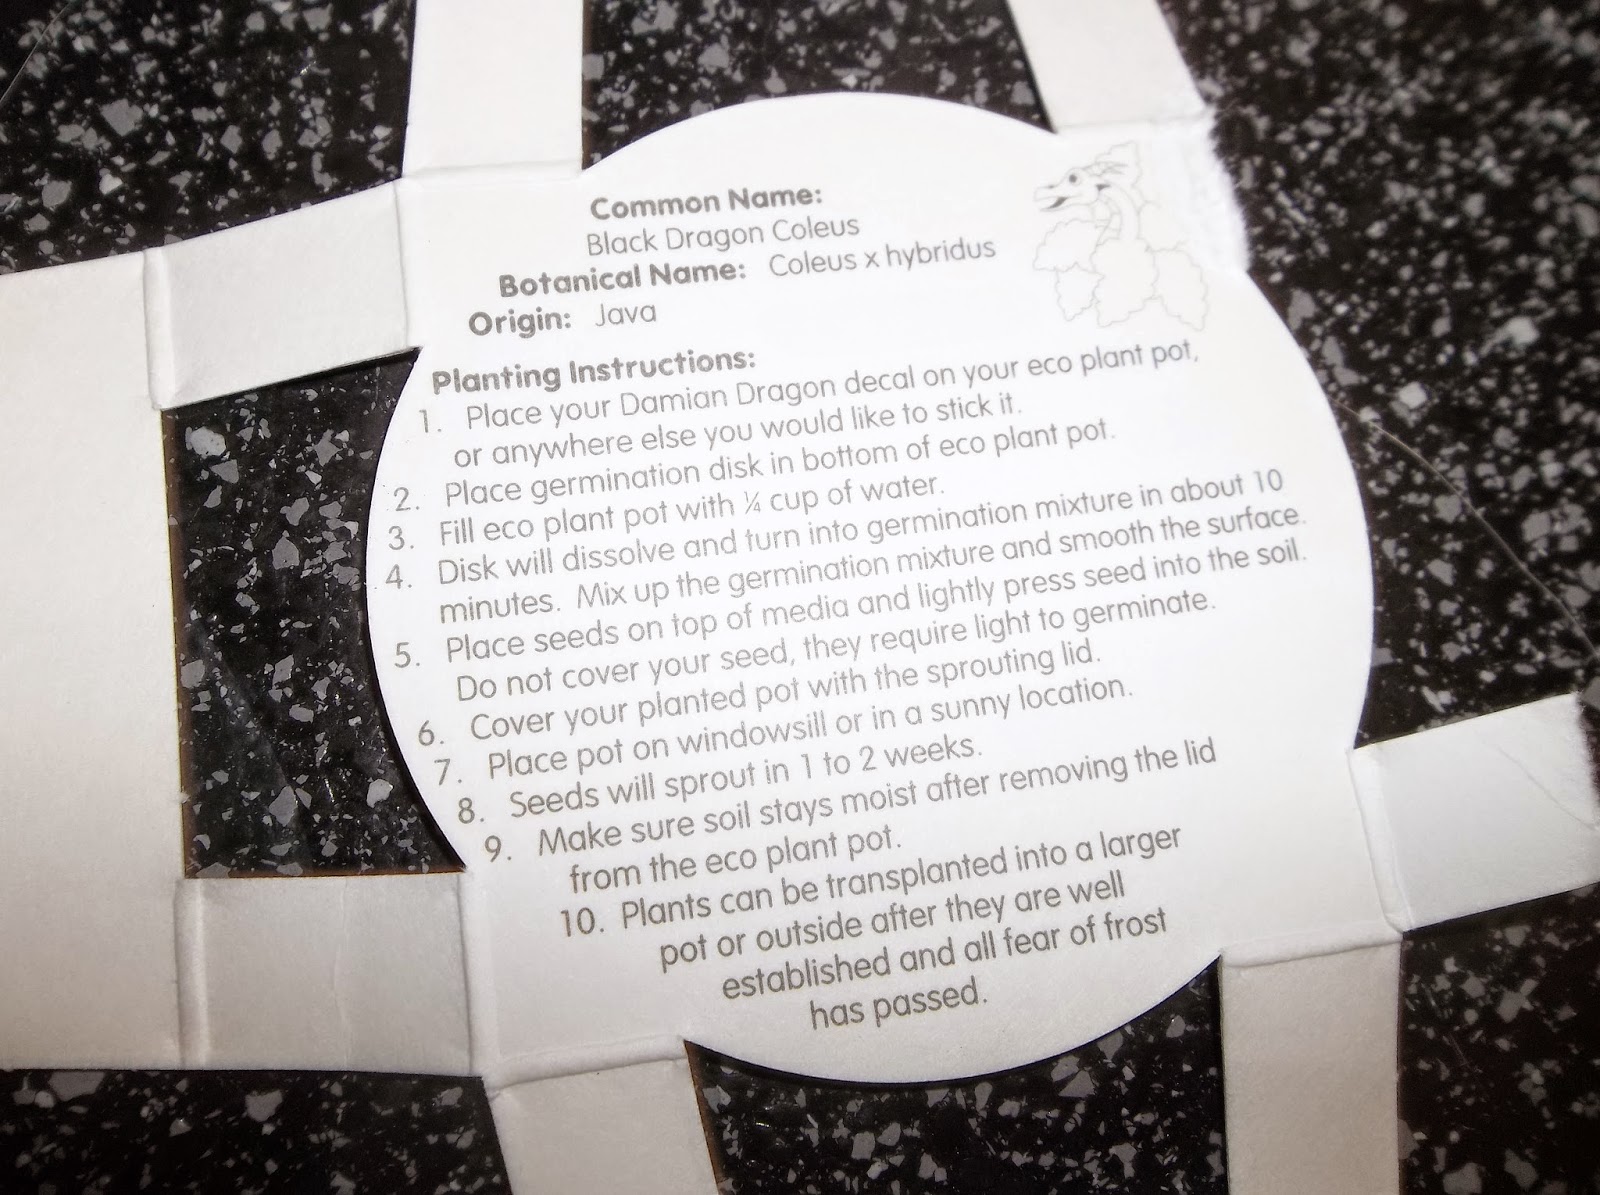 Common Name:
Black Dragon Coleus
Botanical Name: Coleus x hybridus
Origin: Java
Planting Instructions:
1. Place your Damian Dragon decal on your eco plant pot,
or anywhere else you would like to stick it.
2. Place germination disk in bottom of eco plant pot.
3. Fill eco plant pot with ¼ cup of water.
4. Disk will dissolve and turn into germination mixture in about 10
minutes. Mix up the germination mixture and smooth the surface.
5. Place seeds on top of media and lightly press seed into the soil.
Do not cover your seed, they require light to germinate.
6. Cover your planted pot with the sprouting lid.
7. Place pot on windowsill or in a sunny location.
8. Seeds will sprout in 1 to 2 weeks.
9. Make sure soil stays moist after removing the lid
from the eco plant pot.
10. Plants can be transplanted into a larger
pot or outside after they are well
established and all fear of frost
has passed.